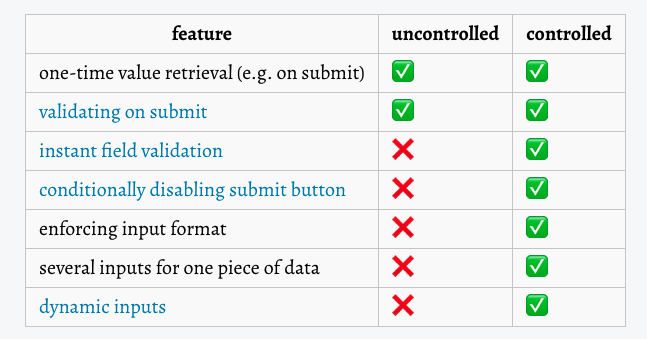 feature uncontrolled controlled
one-time value retrieval (e.g. on submit) ✅ ✅
validating on submit ✅ ✅
instant field validation ❌ ✅
conditionally disabling submit button ❌ ✅
enforcing input format ❌ ✅
several inputs for one piece of data ❌ ✅
dynamic inputs ❌ ✅